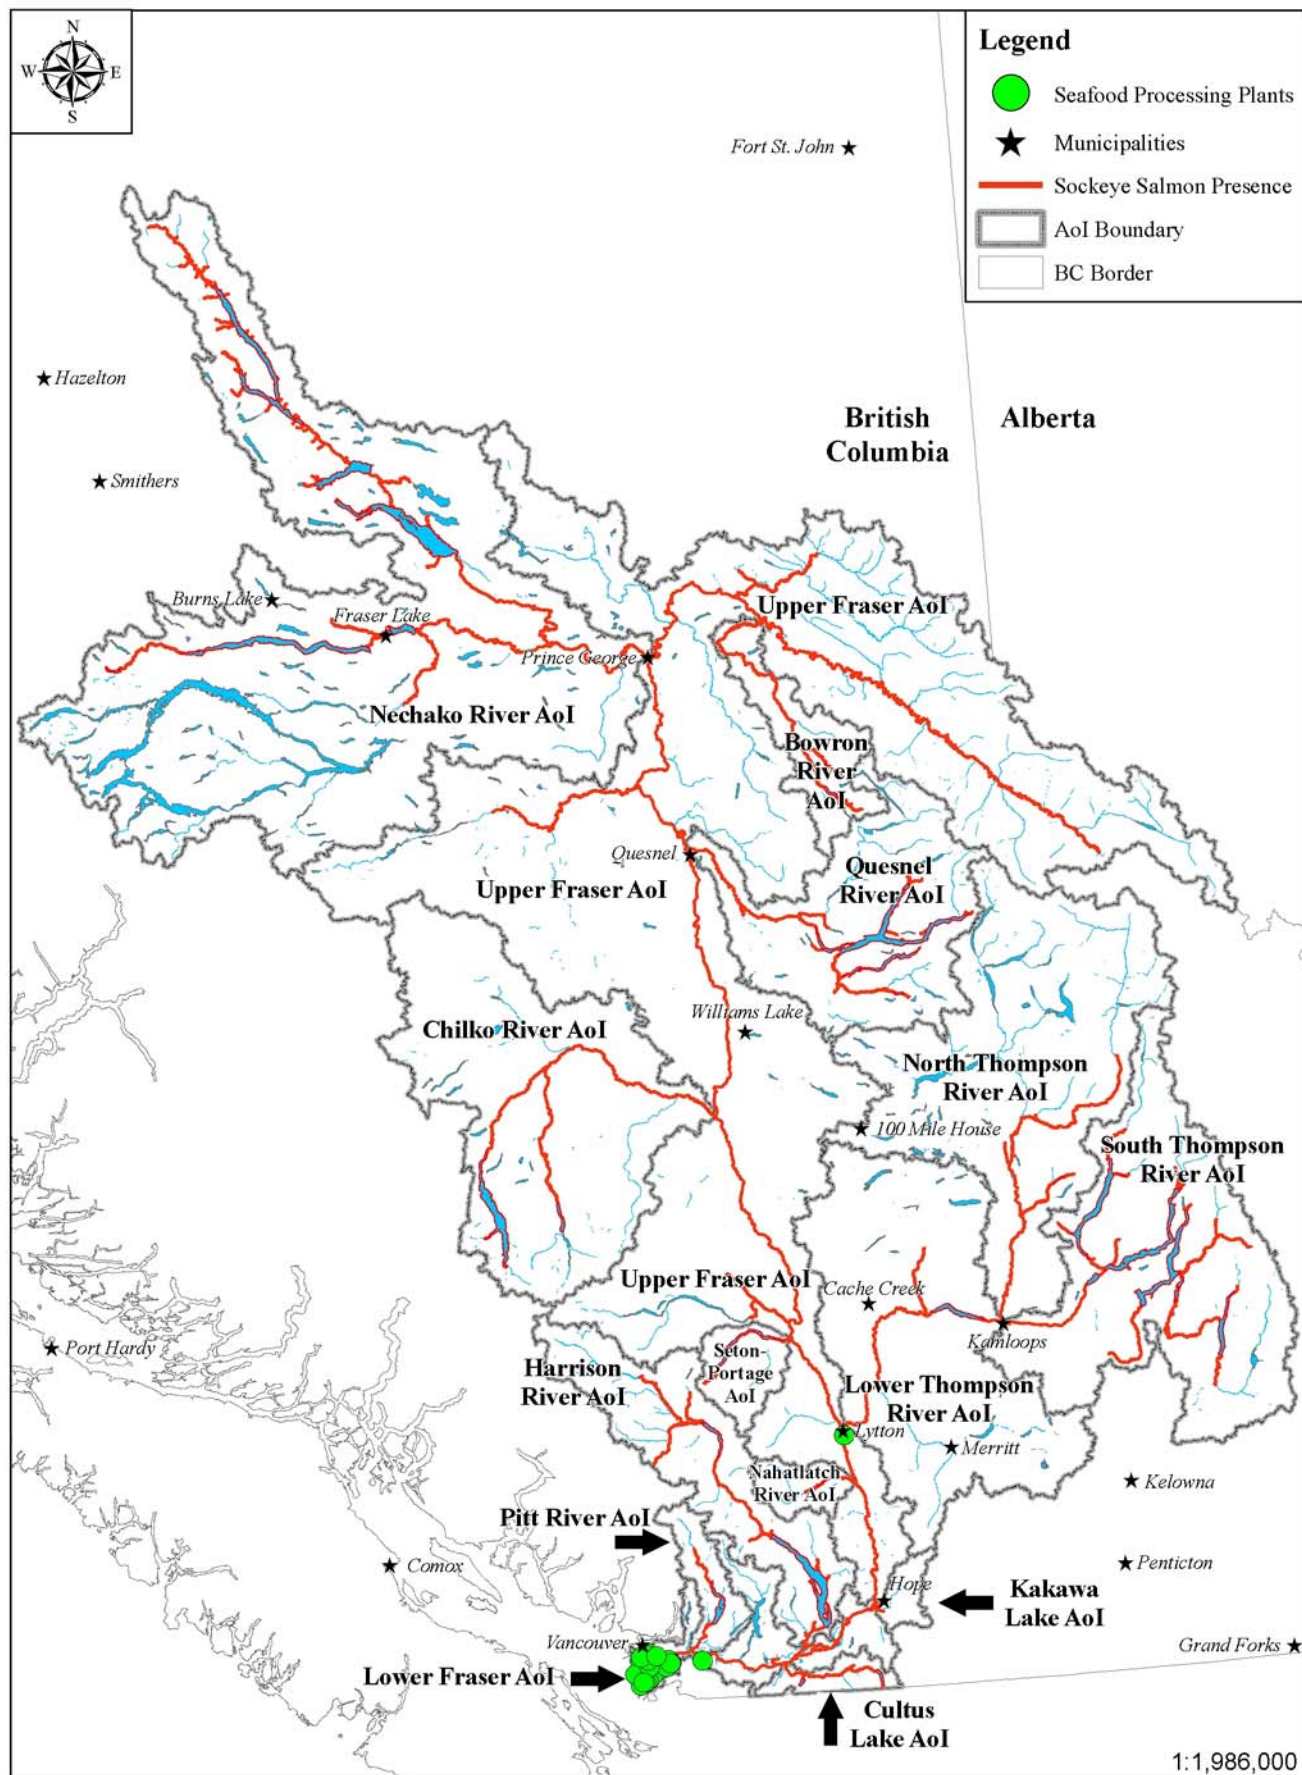 N
W
E
S
Legend
Seafood Processing Plants
Municipalities
Sockeye Salmon Presence
AoI Boundary
BC Border
Fort St. John
Hazelton
British
Columbia
Alberta
Smithers
Burns Lake
Fraser Lake
Upper Fraser AoI
Prince George
Nechako River AoI
Bowron
River
AoI
Quesnel
Quesnel
River AoI
Upper Fraser AoI
Williams Lake
Chilko River AoI
North Thompson
River AoI
100 Mile House
South Thompson
River AoI
Upper Fraser AoI
Cache Creek
Kamloops
Port Hardy
Harrison
River AoI
Seton-
Portage
AoI
Lower Thompson
River AoI
Lytton
Merritt
Nahatlatch
River AoI
Kelowna
Pitt River AoI
Comox
Penticton
Hope
Kakawa
Lake AoI
Vancouver
Grand Forks
Lower Fraser AoI
Cultus
Lake AoI
1:1,986,000